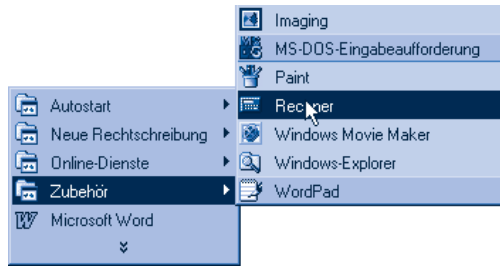 Imaging
MS-DOS-Eingabeaufforderung
Paint
Rechner
Windows Movie Maker
Windows-Explorer
WordPad
Autostart
Neue Rechtschreibung
Online-Dienste
Zubehör
Microsoft Word